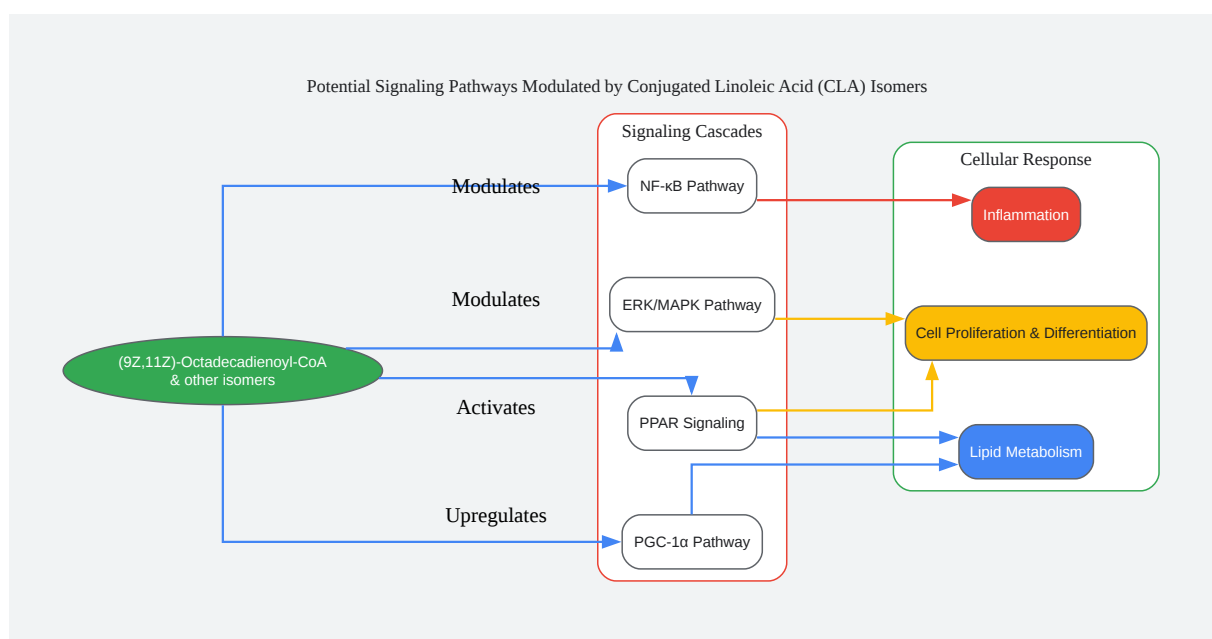 Potential Signaling Pathways Modulated by Conjugated Linoleic Acid (CLA) Isomers
Signaling Cascades
Cellular Response
Modulates
NF-κB Pathway
Inflammation
Modulates
ERK/MAPK Pathway
Cell Proliferation & Differentiation
(9Z,11Z)-Octadecadienoyl-CoA
& other isomers
Activates
PPAR Signaling
Lipid Metabolism
Upregulates
PGC-1α Pathway